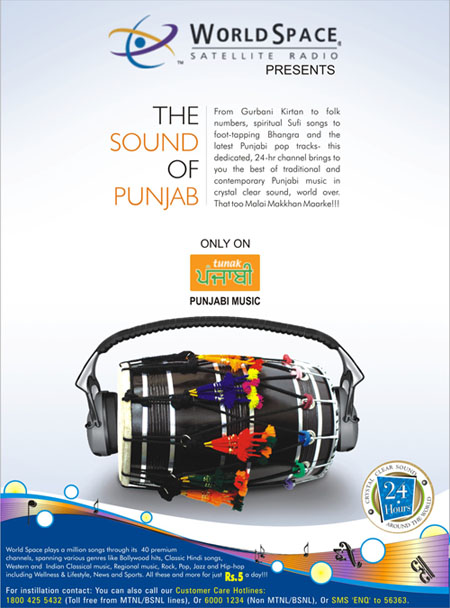 WORLDSPACE®
SATELLITE RADIO
™
PRESENTS
THE
SOUND
OF
PUNJAB
From Gurbani Kirtan to folk
numbers, spiritual Sufi songs to
foot-tapping Bhangra and the
latest Punjabi pop tracks- this
dedicated, 24-hr channel brings to
you the best of traditional and
contemporary Punjabi music in
crystal clear sound, world over.
That too Malai Makkhan Maarke!!!
ONLY ON
tunak
ਪੰਜਾਬੀ
PUNJABI MUSIC
CRYSTAL CLEAR SOUND
24
Hours
AROUND THE WORLD
World Space plays a million songs through its 40 premium
channels, spanning various genres like Bollywood hits, Classic Hindi songs,
Western and Indian Classical music, Regional music, Rock, Pop, Jazz and Hip-hop
including Wellness & Lifestyle, News and Sports. All these and more for just Rs.5 a day!!!
For instillation contact: You can also call our Customer Care Hotlines:
1800 425 5432 (Toll free from MTNL/BSNL lines), Or 6000 1234 (Non MTNL/BSNL), Or SMS 'ENQ' to 56363.